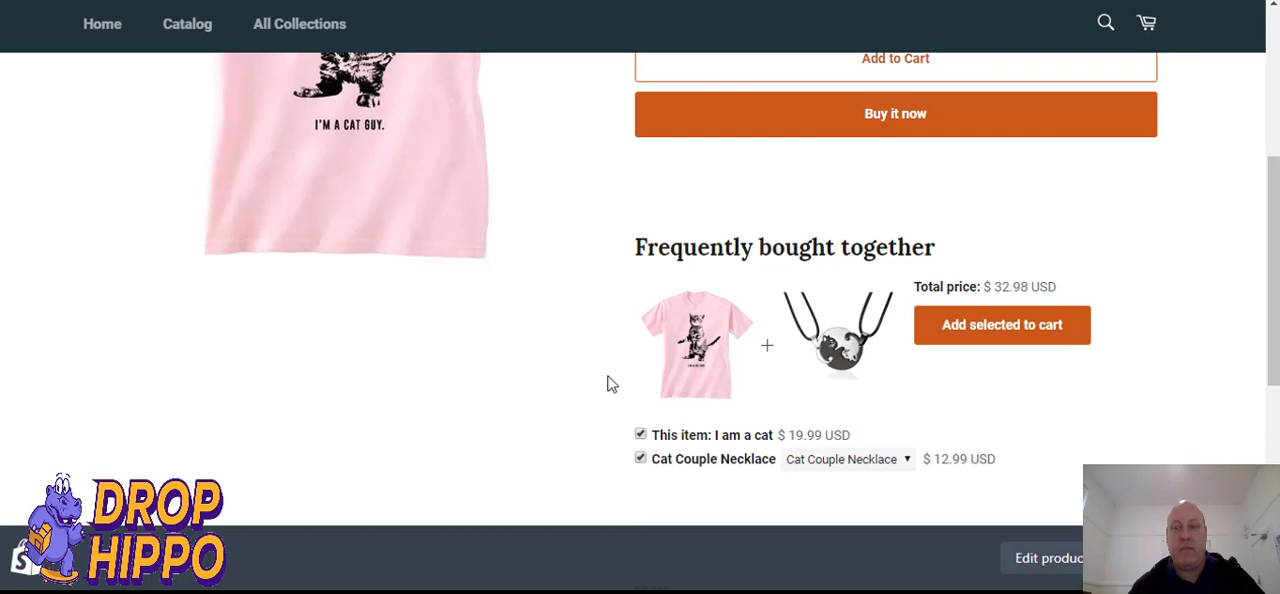 Home Catalog All Collections
Add to Cart
I'M A CAT GUY.
Buy it now
Frequently bought together
Total price: $ 32.98 USD
Add selected to cart
+
This item: I am a cat $ 19.99 USD
Cat Couple Necklace Cat Couple Necklace $ 12.99 USD
DROP
HIPPO
S
Edit produc